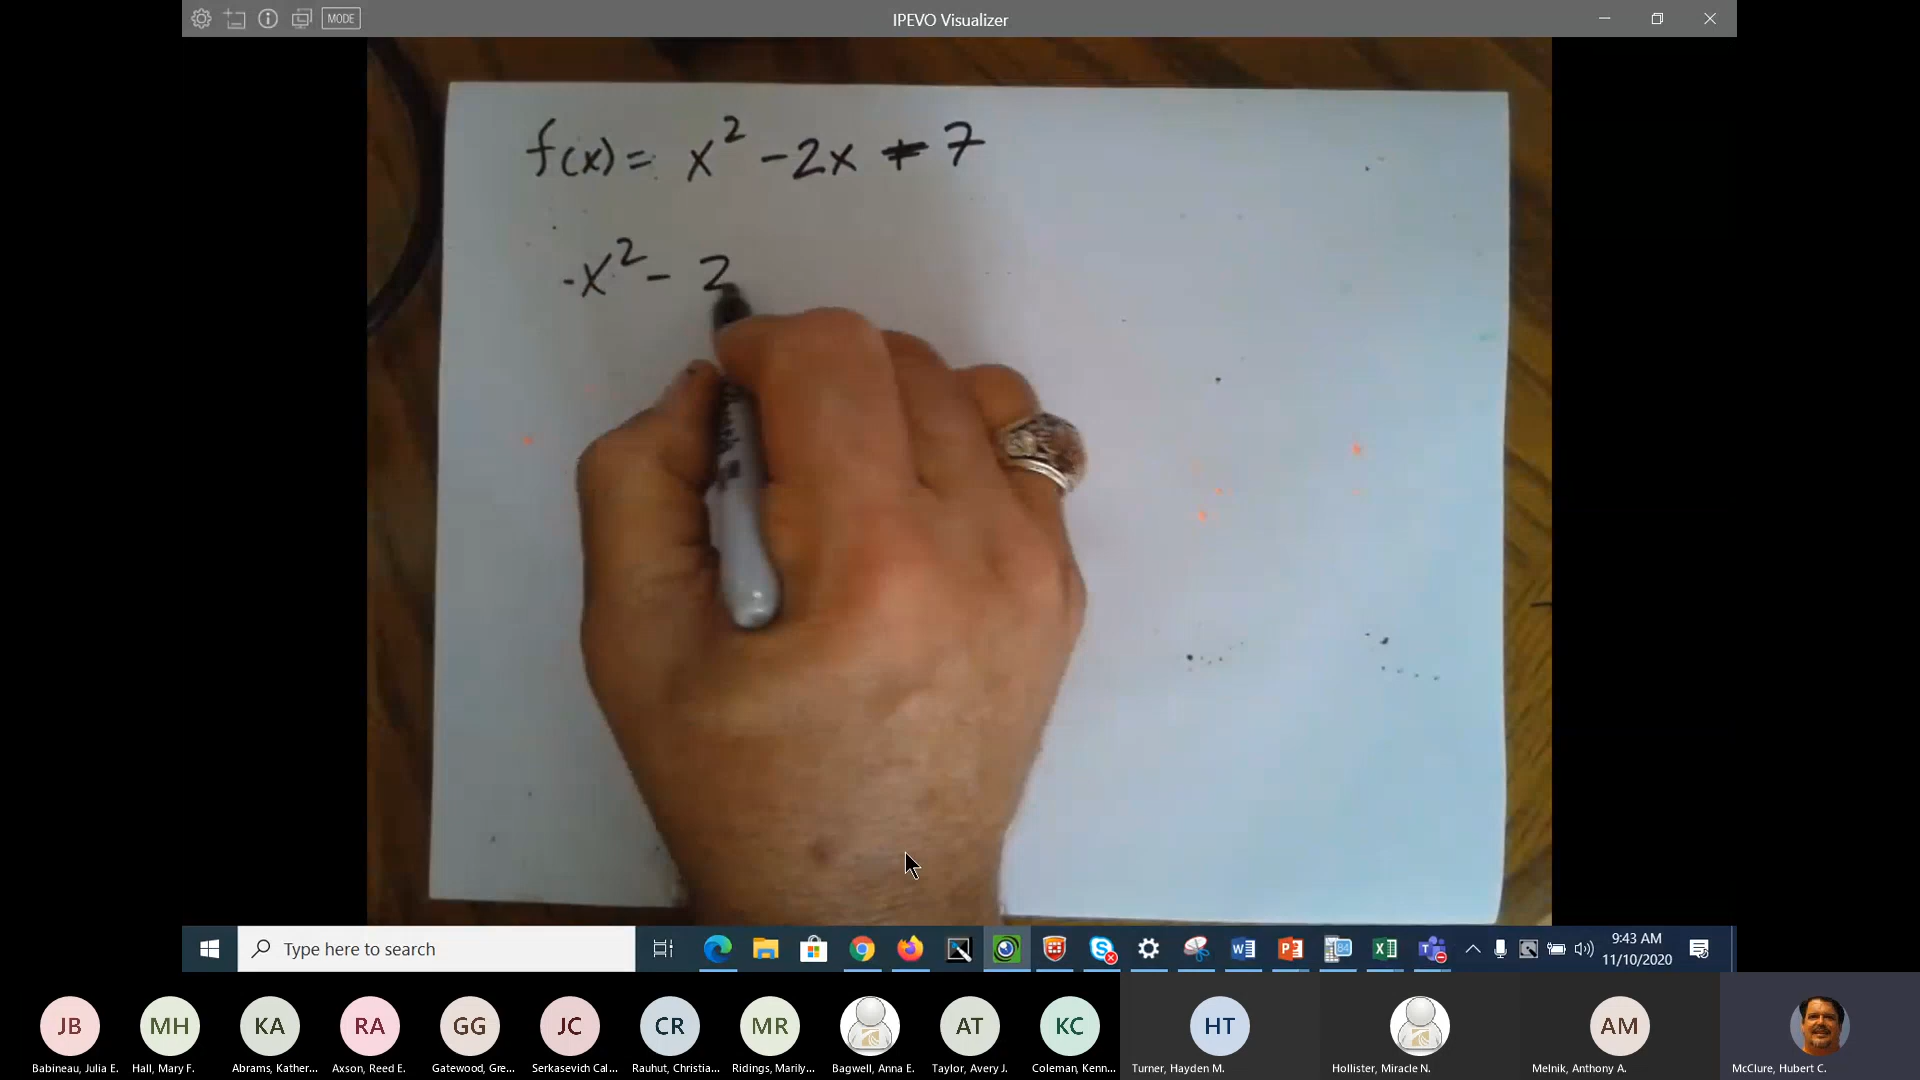 MODE
IPEVO Visualizer
f(x) = x² - 2x - 7
-x² - 2
Type here to search
9:43 AM
11/10/2020
JB
MH
KA
RA
GG
JC
CR
MR
AT
KC
HT
AM
Babineau, Julia E.
Hall, Mary F.
Abrams, Kather...
Axson, Reed E.
Gatewood, Gre...
Serkasevich Cal...
Rauhut, Christia...
Ridings, Marily...
Bagwell, Anna E.
Taylor, Avery J.
Coleman, Kenn...
Turner, Hayden M.
Hollister, Miracle N.
Melnik, Anthony A.
McClure, Hubert C.